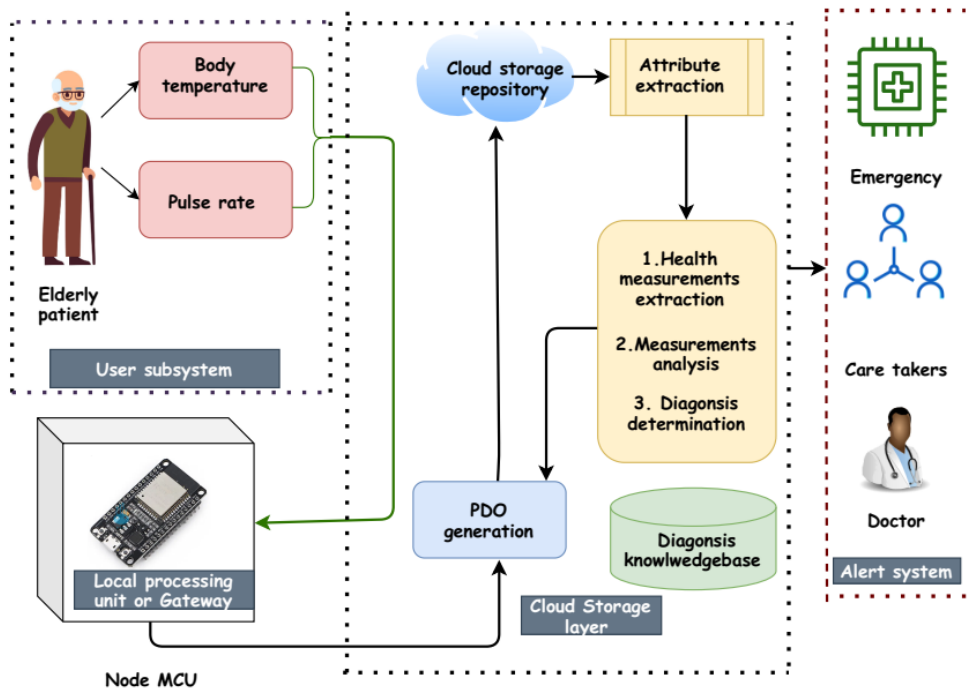 Body
temperature
Pulse rate
Elderly
patient
User subsystem
Local processing
unit or Gateway
Node MCU
Cloud storage
repository
Attribute
extraction
1.Health
measurements
extraction
2.Measurements
analysis
3. Diagonsis
determination
PDO
generation
Diagonsis
knowlwedgebase
Cloud Storage
layer
Emergency
Care takers
Doctor
Alert system